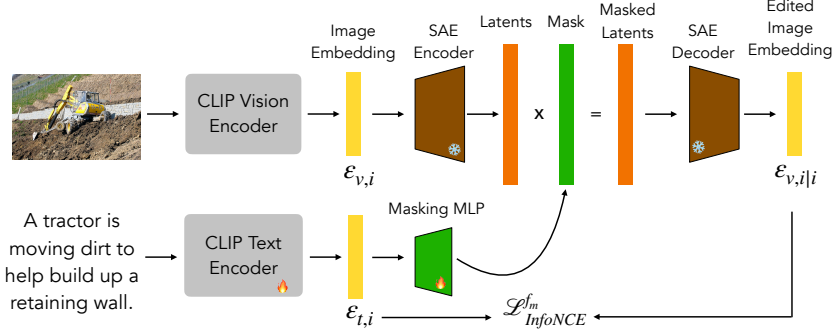 Image
Embedding
SAE
Encoder
Latents
Mask
Masked
Latents
SAE
Decoder
Edited
Image
Embedding
CLIP Vision
Encoder
x
=
ε_{v,i}
ε_{v,i|i}
A tractor is
moving dirt to
help build up a
retaining wall.
CLIP Text
Encoder
Masking MLP
ε_{t,i}
ℒ^{f_m}_{InfoNCE}